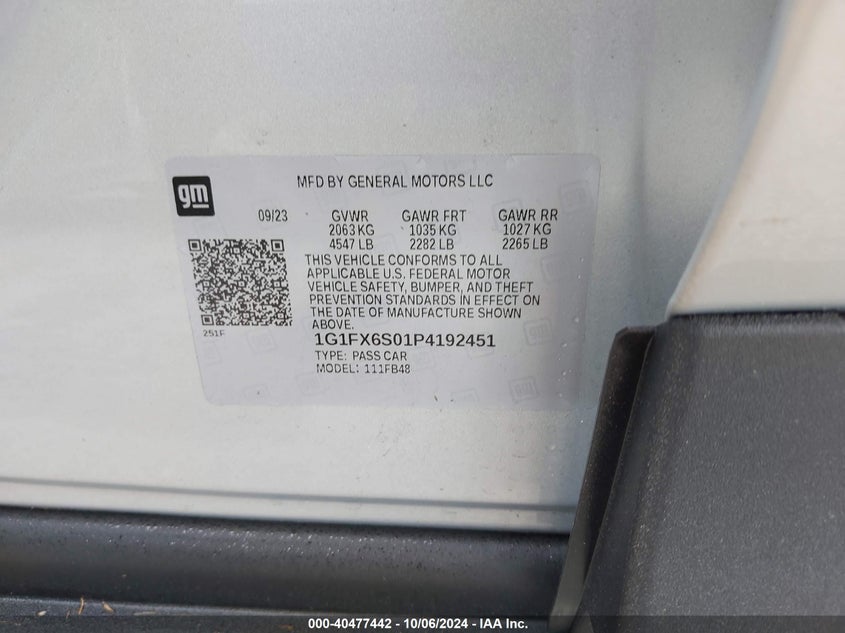 gm
MFD BY GENERAL MOTORS LLC
09/23 GVWR GAWR FRT GAWR RR
2063 KG 1035 KG 1027 KG
4547 LB 2282 LB 2265 LB
THIS VEHICLE CONFORMS TO ALL
APPLICABLE U.S. FEDERAL MOTOR
VEHICLE SAFETY, BUMPER, AND THEFT
PREVENTION STANDARDS IN EFFECT ON
THE DATE OF MANUFACTURE SHOWN
ABOVE.
251F
1G1FX6S01P4192451
TYPE: PASS CAR
MODEL: 111FB48
000-40477442 - 10/06/2024 - IAA Inc.